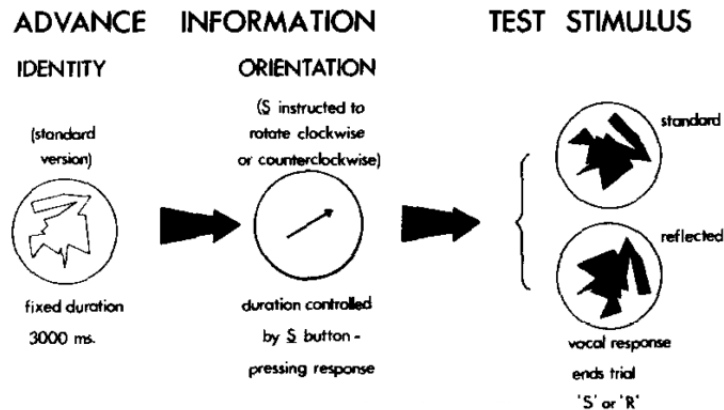 ADVANCE INFORMATION
IDENTITY
(standard
version)
fixed duration
3000 ms.
ORIENTATION
(S instructed to
rotate clockwise
or counterclockwise)
duration controlled
by S button -
pressing response
TEST STIMULUS
standard
reflected
vocal response
ends trial
'S' or 'R'